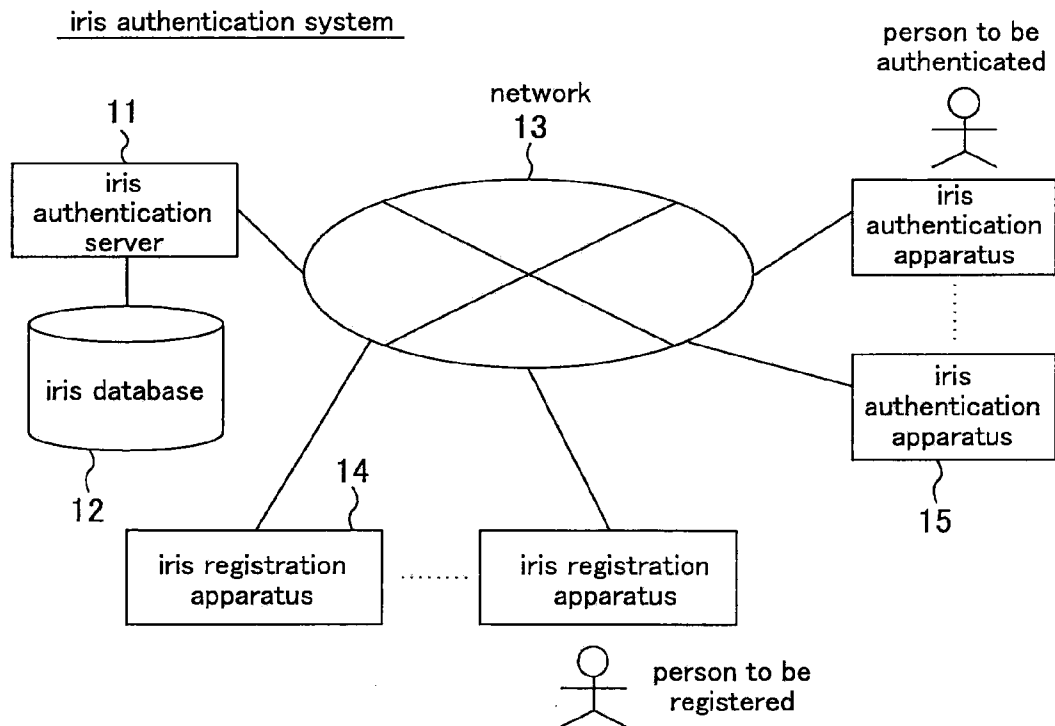 iris authentication system
person to be
authenticated
network
13
11
iris
authentication
server
iris
authentication
apparatus
iris database
12
iris
authentication
apparatus
15
14
iris registration
apparatus
iris registration
apparatus
person to be
registered